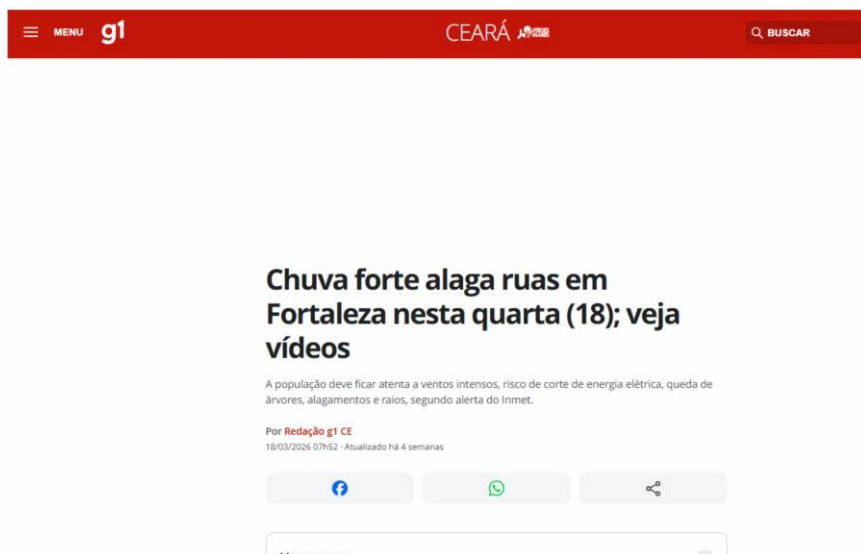 MENU g1 CEARÁ BUSCAR
Chuva forte alaga ruas em
Fortaleza nesta quarta (18); veja
vídeos
A população deve ficar atenta a ventos intensos, risco de corte de energia elétrica, queda de
árvores, alagamentos e raios, segundo alerta do Inmet.
Por Redação g1 CE
18/03/2026 07h52 · Atualizado há 4 semanas